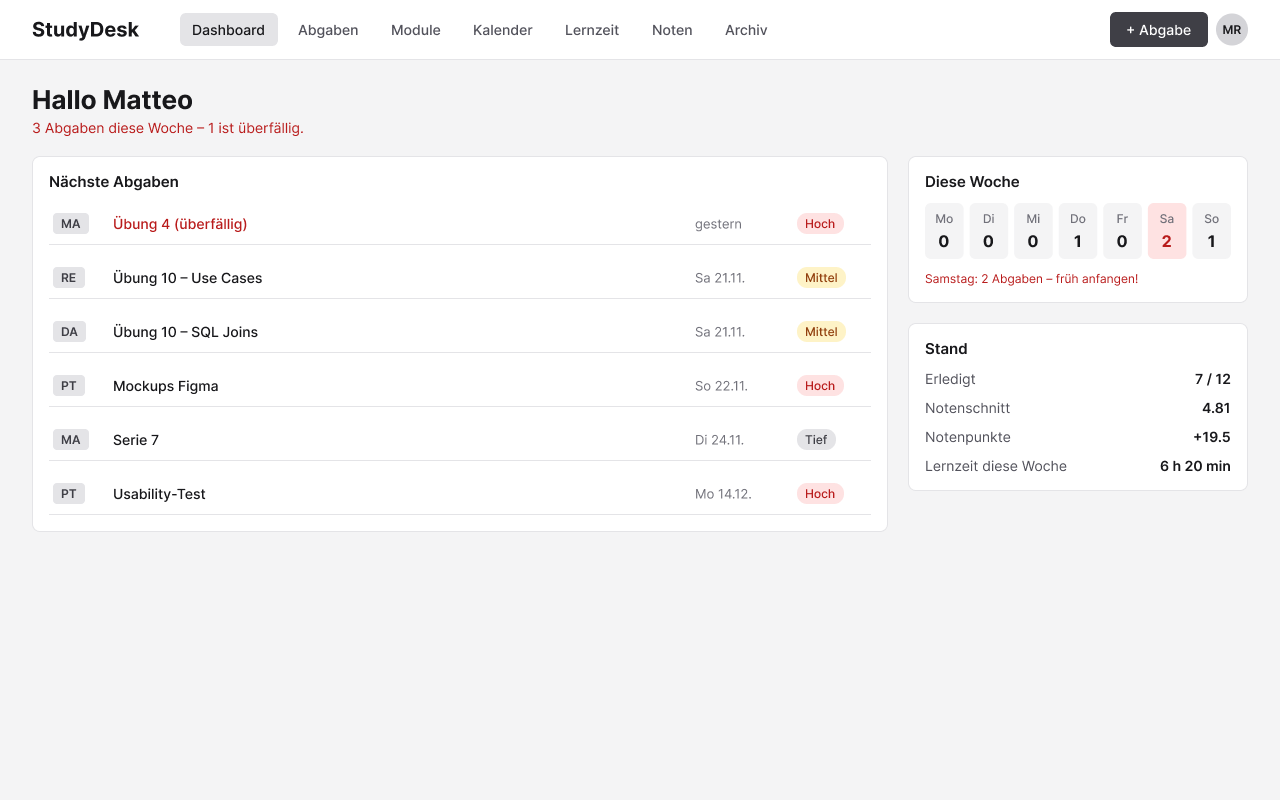 StudyDesk Dashboard Abgaben Module Kalender Lernzeit Noten Archiv + Abgabe MR
Hallo Matteo
3 Abgaben diese Woche – 1 ist überfällig.
Nächste Abgaben
MA Übung 4 (überfällig) gestern Hoch
RE Übung 10 – Use Cases Sa 21.11. Mittel
DA Übung 10 – SQL Joins Sa 21.11. Mittel
PT Mockups Figma So 22.11. Hoch
MA Serie 7 Di 24.11. Tief
PT Usability-Test Mo 14.12. Hoch
Diese Woche
Mo Di Mi Do Fr Sa So
0 0 0 1 0 2 1
Samstag: 2 Abgaben – früh anfangen!
Stand
Erledigt 7 / 12
Notenschnitt 4.81
Notenpunkte +19.5
Lernzeit diese Woche 6 h 20 min